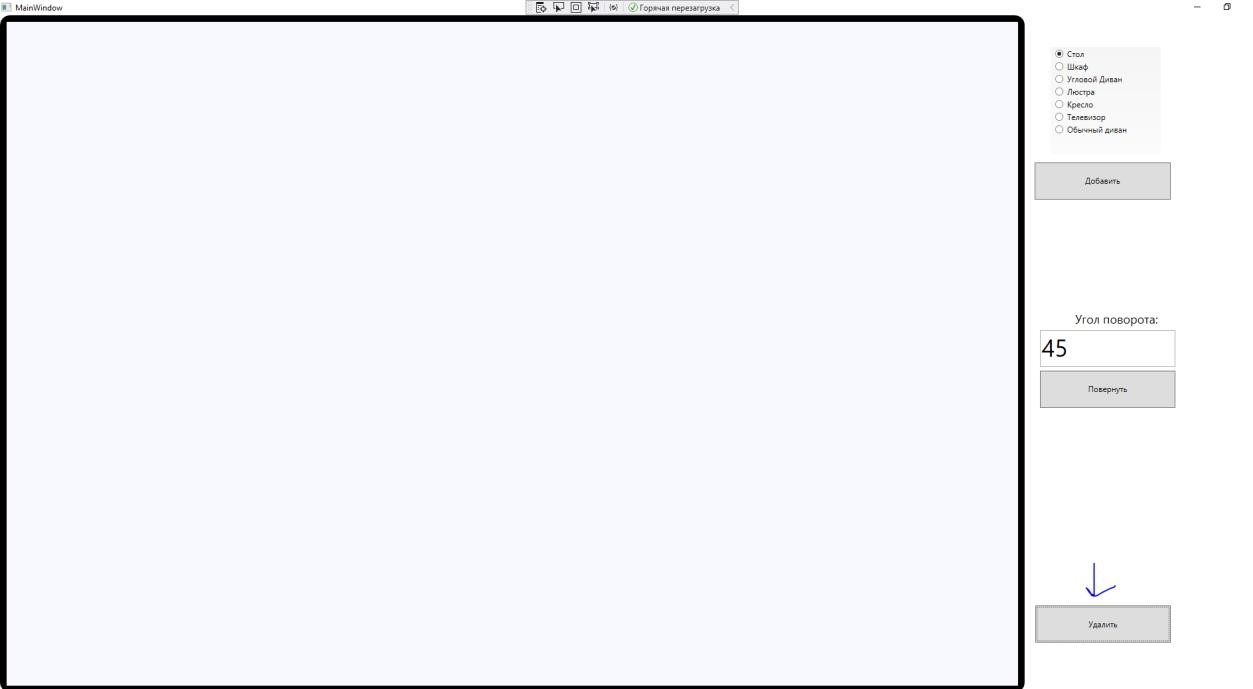 MainWindow
Горячая перезагрузка
Стол
Шкаф
Угловой Диван
Люстра
Кресло
Телевизор
Обычный диван
Добавить
Угол поворота:
45
Повернуть
Удалить